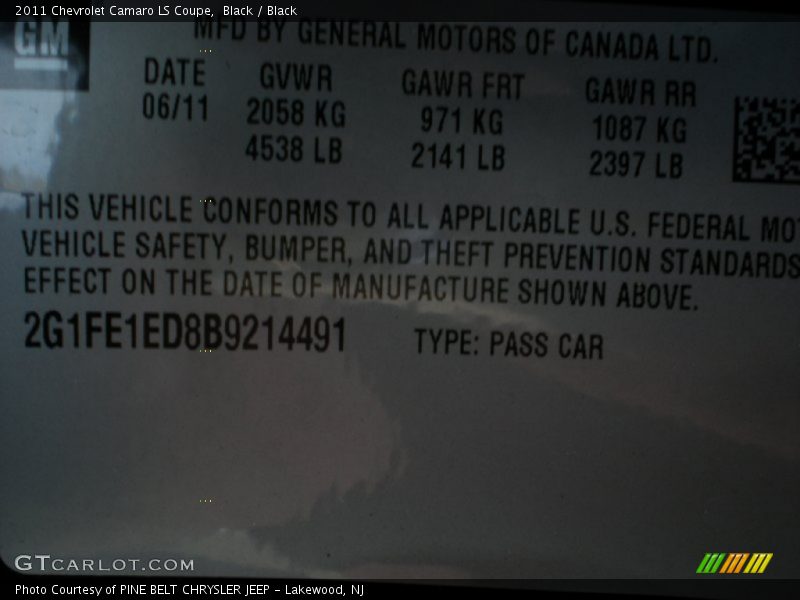 2011 Chevrolet Camaro LS Coupe, Black / Black
GM
MFD BY GENERAL MOTORS OF CANADA LTD.
DATE GVWR GAWR FRT GAWR RR
06/11 2058 KG 971 KG 1087 KG
4538 LB 2141 LB 2397 LB
THIS VEHICLE CONFORMS TO ALL APPLICABLE U.S. FEDERAL MO
VEHICLE SAFETY, BUMPER, AND THEFT PREVENTION STANDARDS
EFFECT ON THE DATE OF MANUFACTURE SHOWN ABOVE.
2G1FE1ED8B9214491 TYPE: PASS CAR
GTCARLOT.COM
Photo Courtesy of PINE BELT CHRYSLER JEEP - Lakewood, NJ